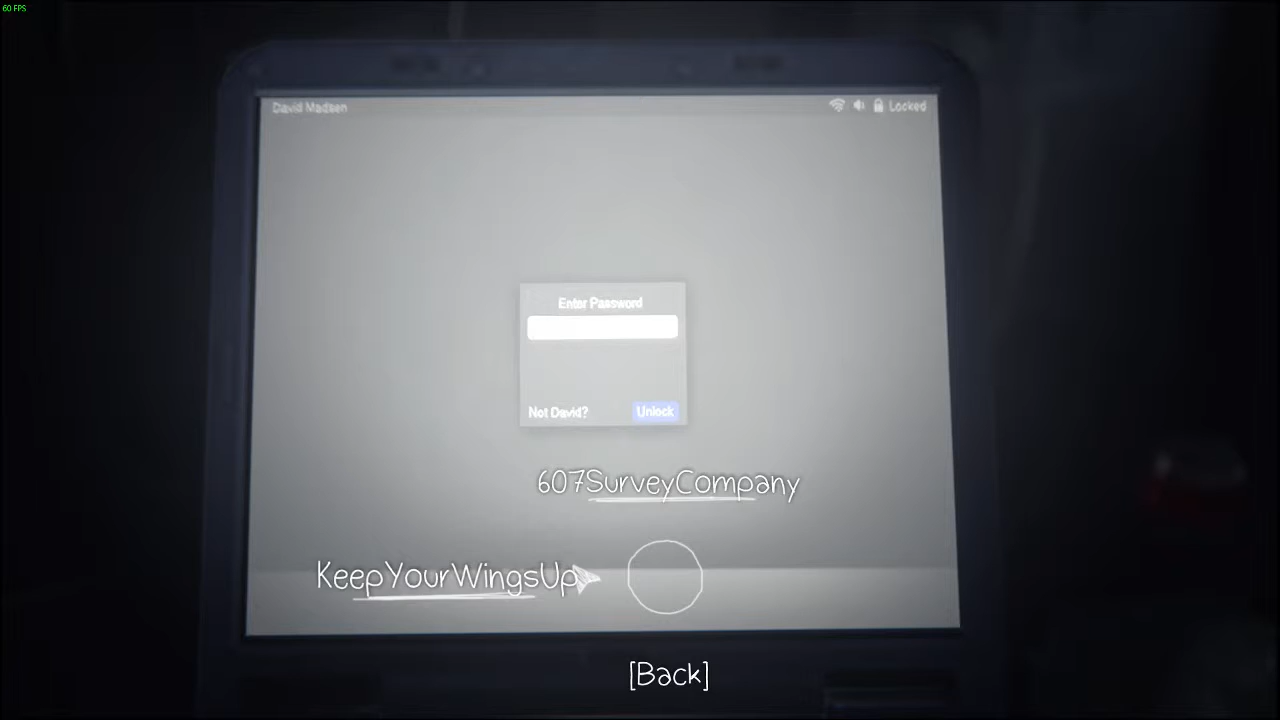 60 FPS
David Madsen
Locked
Enter Password
Not David?
Unlock
607SurveyCompany
KeepYourWingsUp
[Back]